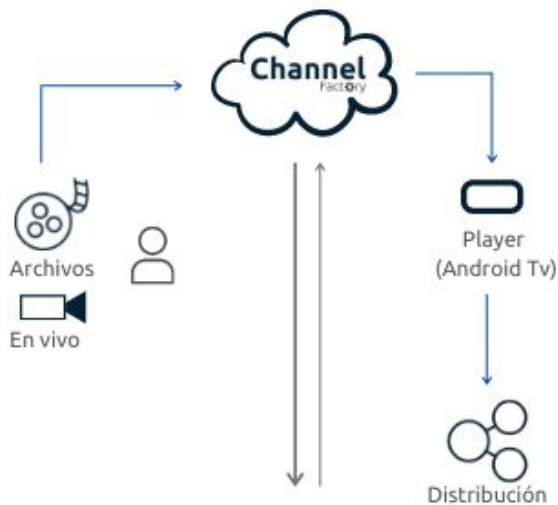 Channel
Factory
Archivos
En vivo
Player
(Android Tv)
Distribución